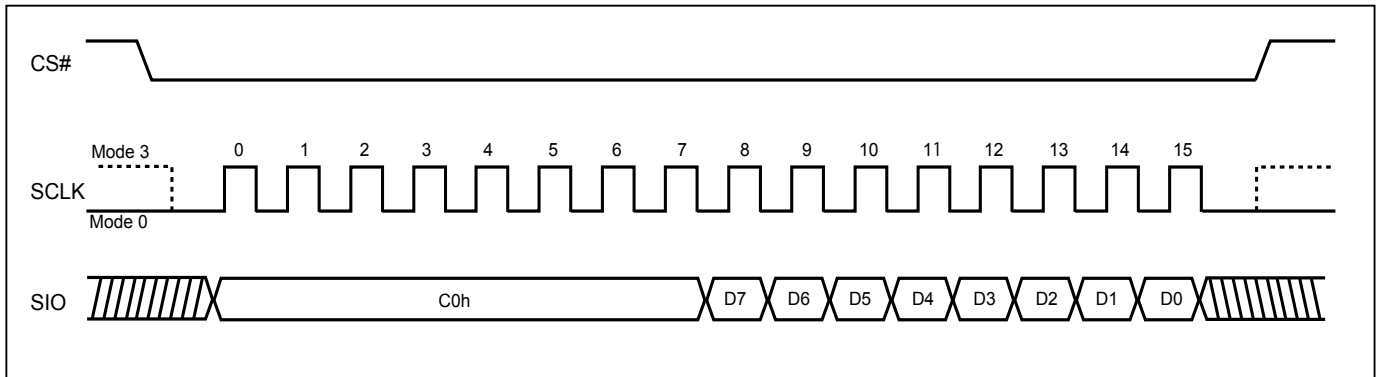 CS#
Mode 3
0 1 2 3 4 5 6 7 8 9 10 11 12 13 14 15
SCLK
Mode 0
SIO
C0h D7 D6 D5 D4 D3 D2 D1 D0